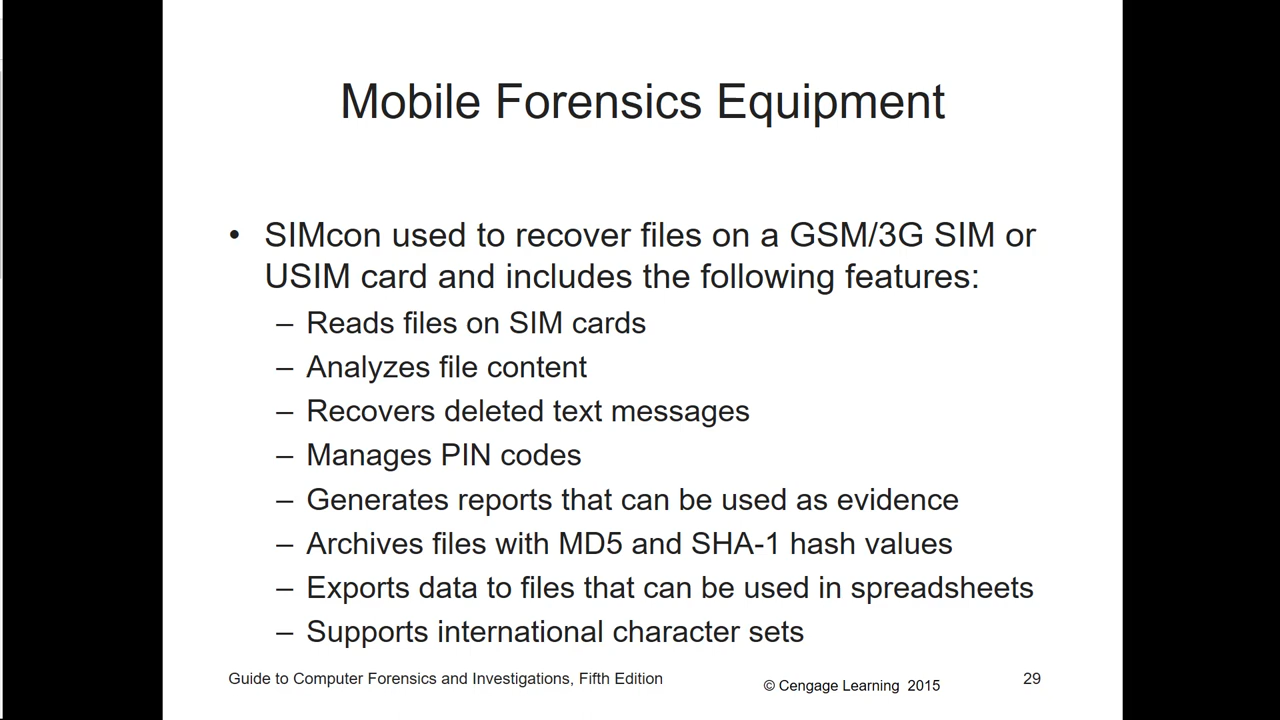 Mobile Forensics Equipment
• SIMcon used to recover files on a GSM/3G SIM or
USIM card and includes the following features:
– Reads files on SIM cards
– Analyzes file content
– Recovers deleted text messages
– Manages PIN codes
– Generates reports that can be used as evidence
– Archives files with MD5 and SHA-1 hash values
– Exports data to files that can be used in spreadsheets
– Supports international character sets
Guide to Computer Forensics and Investigations, Fifth Edition
© Cengage Learning 2015
29